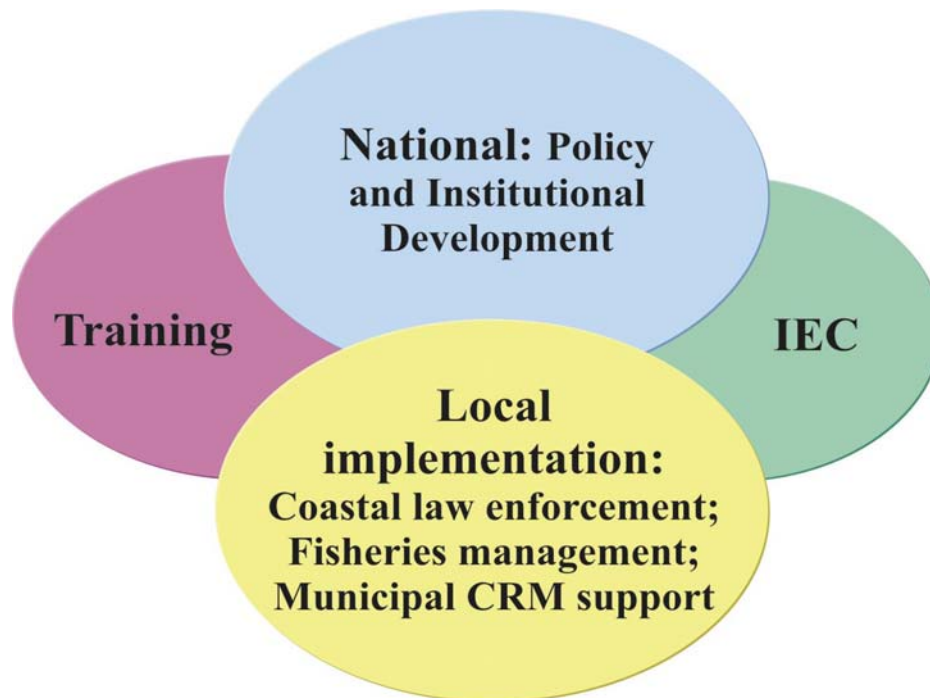 National: Policy
and Institutional
Development
Training
IEC
Local
implementation:
Coastal law enforcement;
Fisheries management;
Municipal CRM support